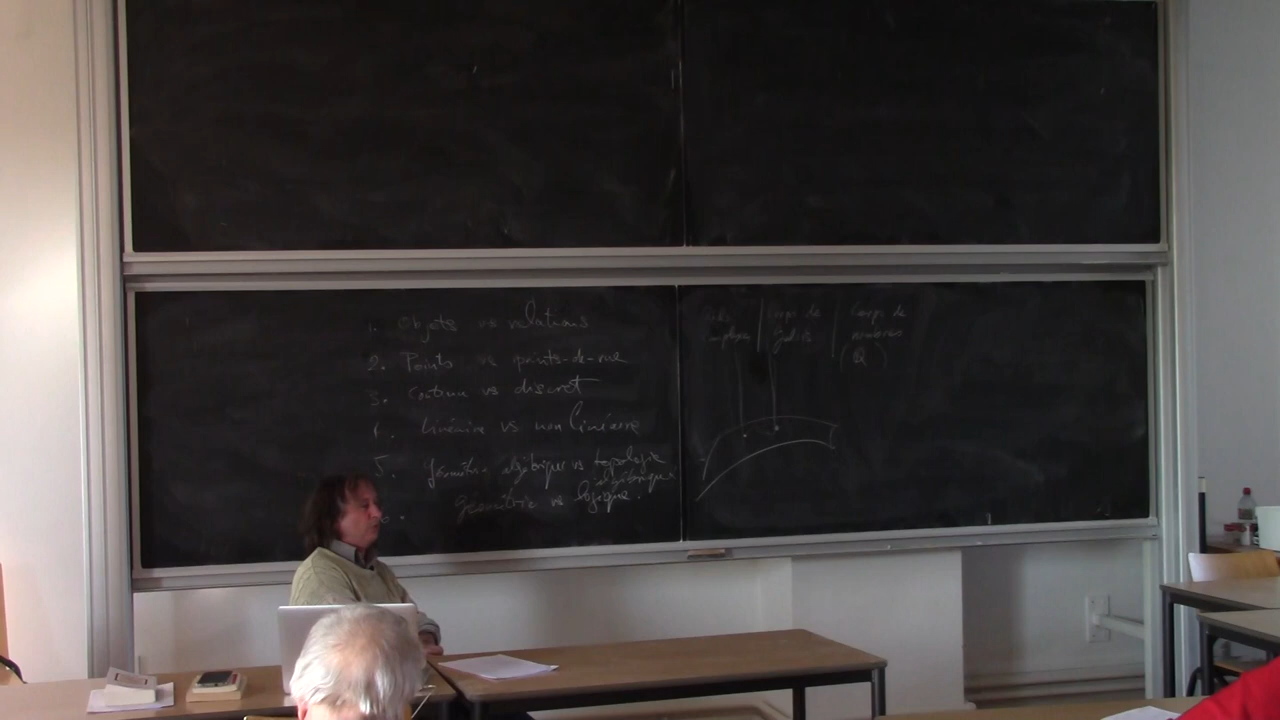 1. Objets vs relations
2. Points vs points-de-vue
3. Continu vs discret
4. linéaire vs non linéaire
5. géométrie algébrique vs topologie
algébrique
6. géométrie vs logique.
Corps de
Galois
Corps de
nombres
(Q)